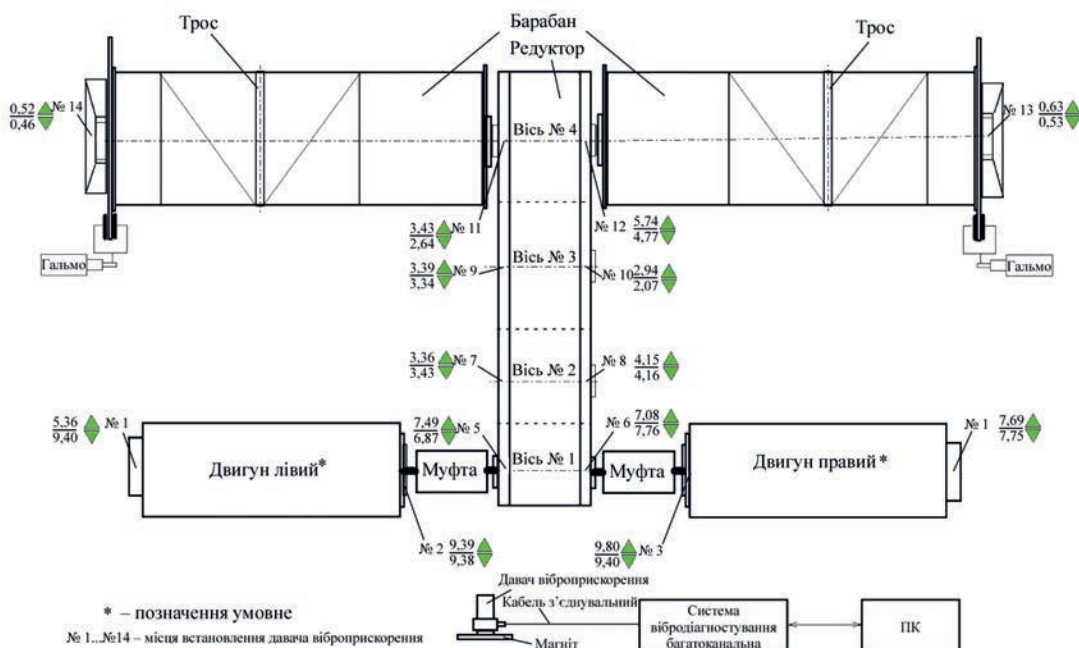 Трос
Барабан
Трос
Редуктор
0,52
0,46
№ 14
Вісь № 4
№ 13
0,63
0,53
3,43
2,64
№ 11
№ 12
5,74
4,77
Гальмо
3,39
3,34
№ 9
Вісь № 3
№ 10
2,94
2,07
Гальмо
3,36
3,43
№ 7
Вісь № 2
№ 8
4,15
4,16
5,36
9,40
№ 1
7,49
6,87
№ 5
Вісь № 1
№ 6
7,08
7,76
№ 1
7,69
7,75
Двигун лівий*
Муфта
Муфта
Двигун правий*
№ 2
9,39
9,38
9,80
9,40
№ 3
Давач віброприскорення
* – позначення умовне
Кабель з’єднувальний
Система
вібродіагностування
багатоканальна
ПК
№ 1...№14 – місця встановлення давача віброприскорення
Магніт